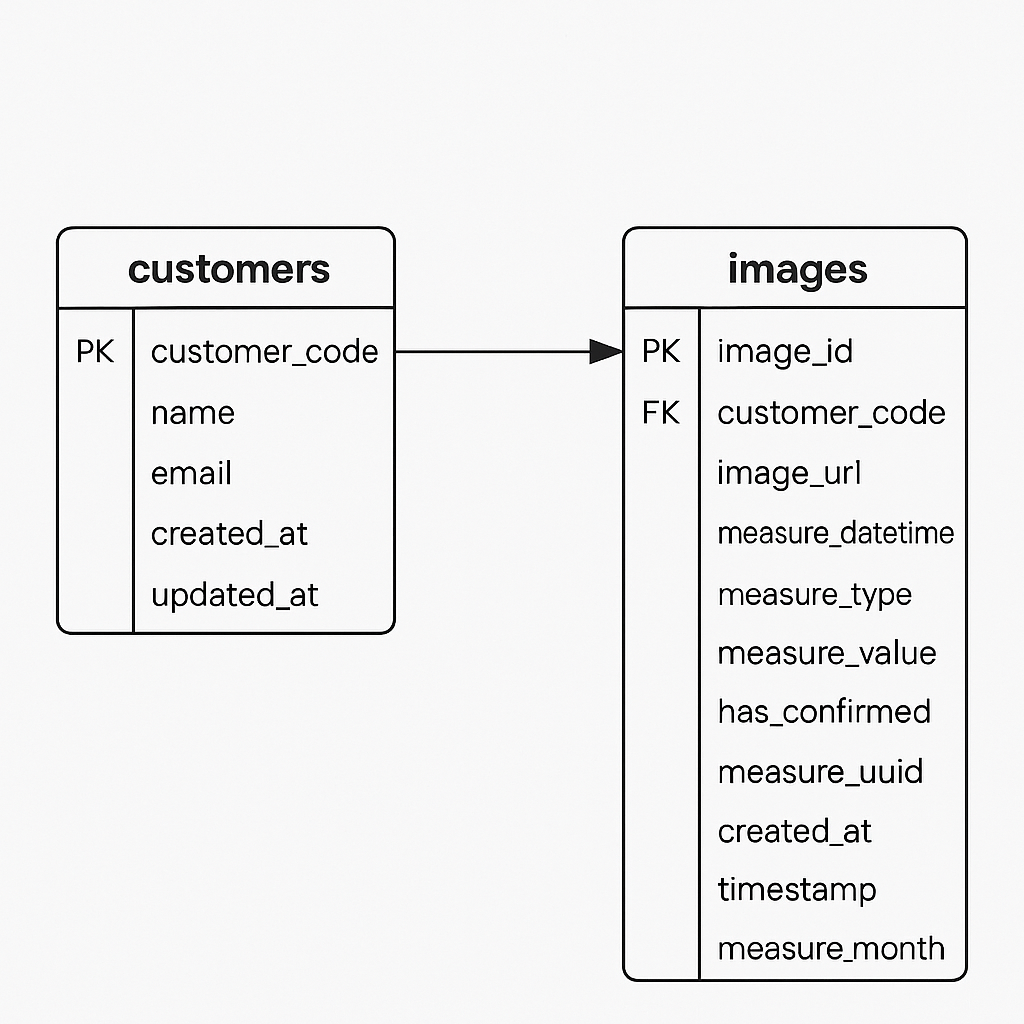 customers
PK customer_code
name
email
created_at
updated_at
images
PK image_id
FK customer_code
image_url
measure_datetime
measure_type
measure_value
has_confirmed
measure_uuid
created_at
timestamp
measure_month